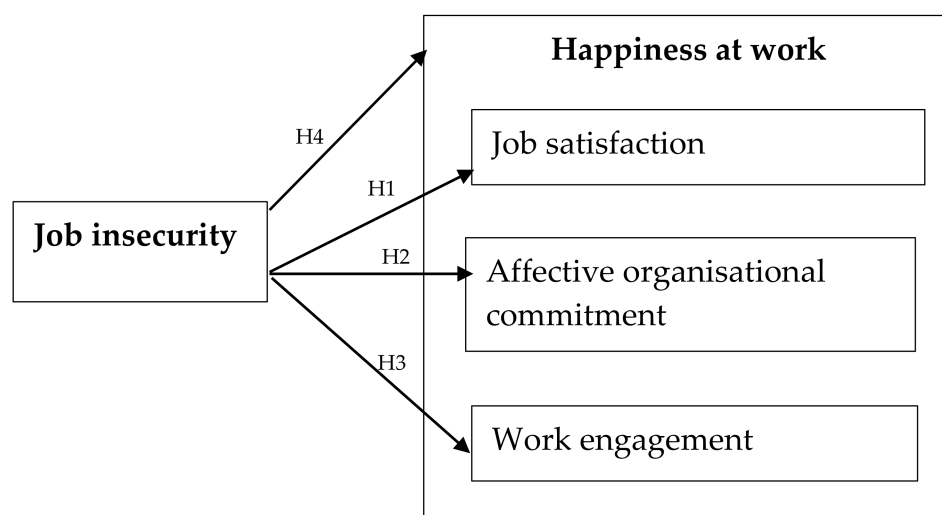 Happiness at work
H4
Job satisfaction
H1
Job insecurity
H2
Affective organisational
commitment
H3
Work engagement